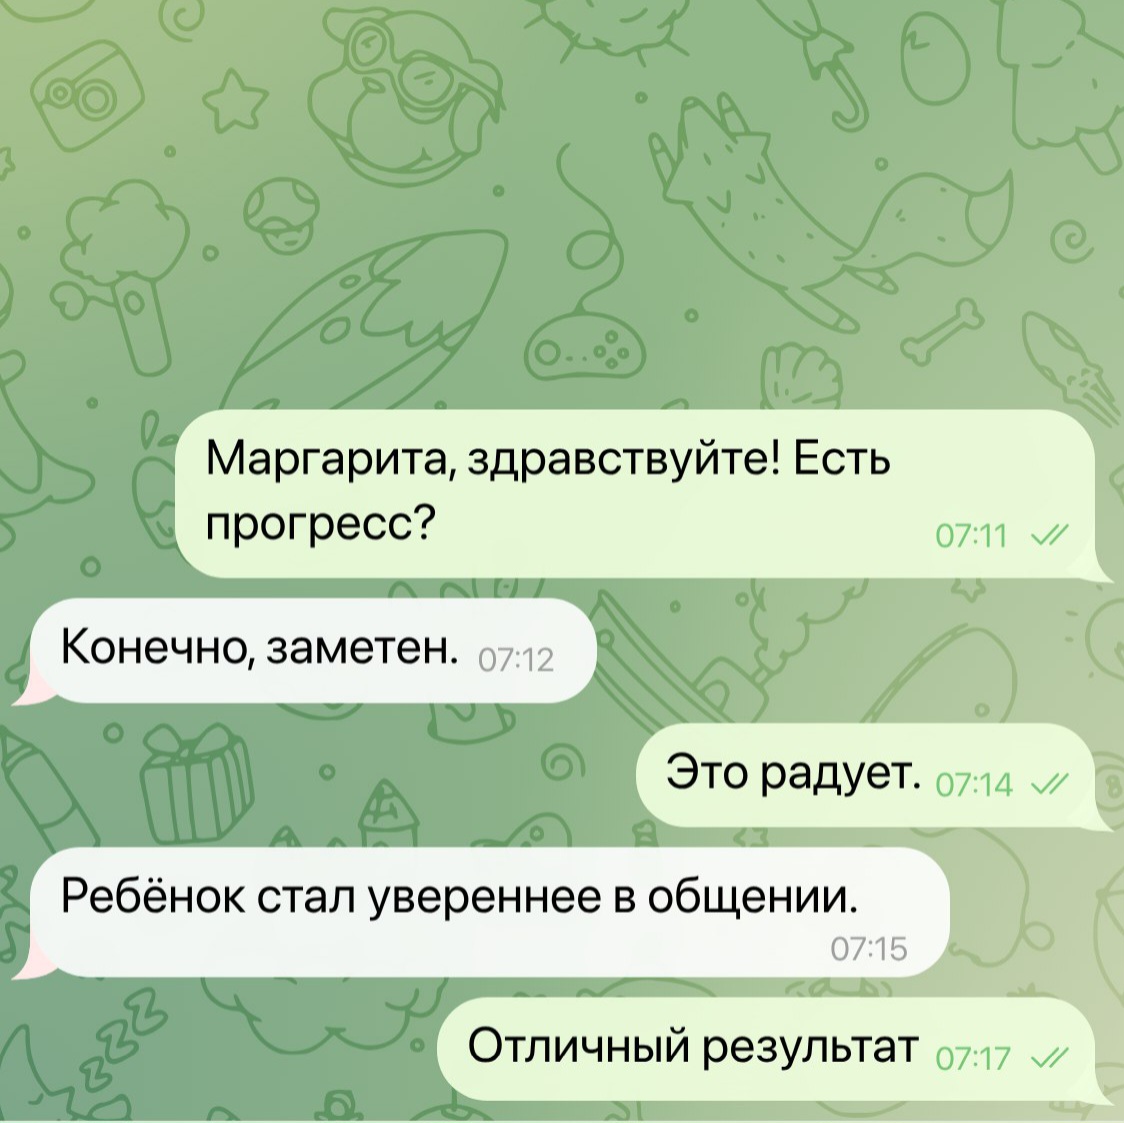 Маргарита, здравствуйте! Есть
прогресс?
07:11
Конечно, заметен. 07:12
Это радует. 07:14
Ребёнок стал увереннее в общении.
07:15
Отличный результат 07:17